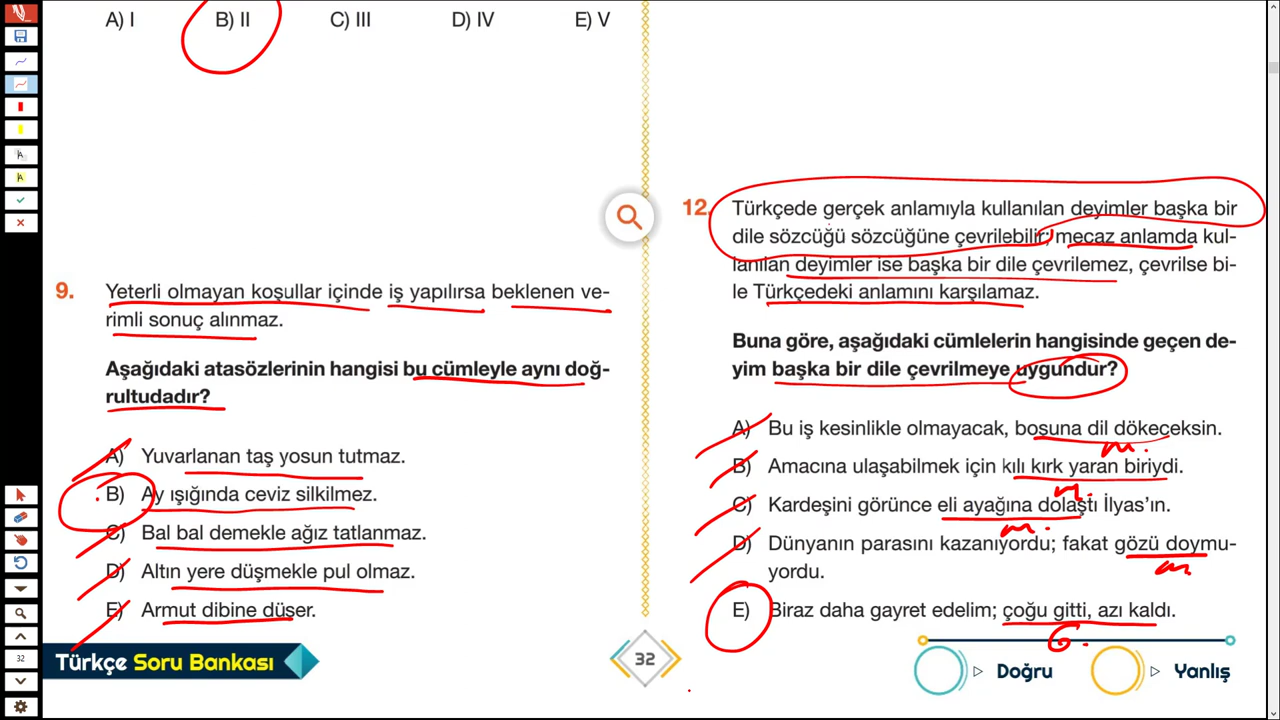 A) I B) II C) III D) IV E) V
9. Yeterli olmayan koşullar içinde iş yapılırsa beklenen ve-
rimli sonuç alınmaz.
Aşağıdaki atasözlerinin hangisi bu cümleyle aynı doğ-
rultudadır?
A) Yuvarlanan taş yosun tutmaz.
B) Ay ışığında ceviz silkilmez.
C) Bal bal demekle ağız tatlanmaz.
D) Altın yere düşmekle pul olmaz.
E) Armut dibine düşer.
12. Türkçede gerçek anlamıyla kullanılan deyimler başka bir
dile sözcüğü sözcüğüne çevrilebilir; mecaz anlamda kul-
lanılan deyimler ise başka bir dile çevrilemez, çevrilse bi-
le Türkçedeki anlamını karşılamaz.
Buna göre, aşağıdaki cümlelerin hangisinde geçen de-
yim başka bir dile çevrilmeye uygundur?
A) Bu iş kesinlikle olmayacak, boşuna dil dökeceksin.
m.
B) Amacına ulaşabilmek için kılı kırk yaran biriydi.
m.
C) Kardeşini görünce eli ayağına dolaştı İlyas'ın.
m.
D) Dünyanın parasını kazanıyordu; fakat gözü doymu-
m
yordu.
E) Biraz daha gayret edelim; çoğu gitti, azı kaldı.
G.
Türkçe Soru Bankası
32
Doğru
Yanlış
32